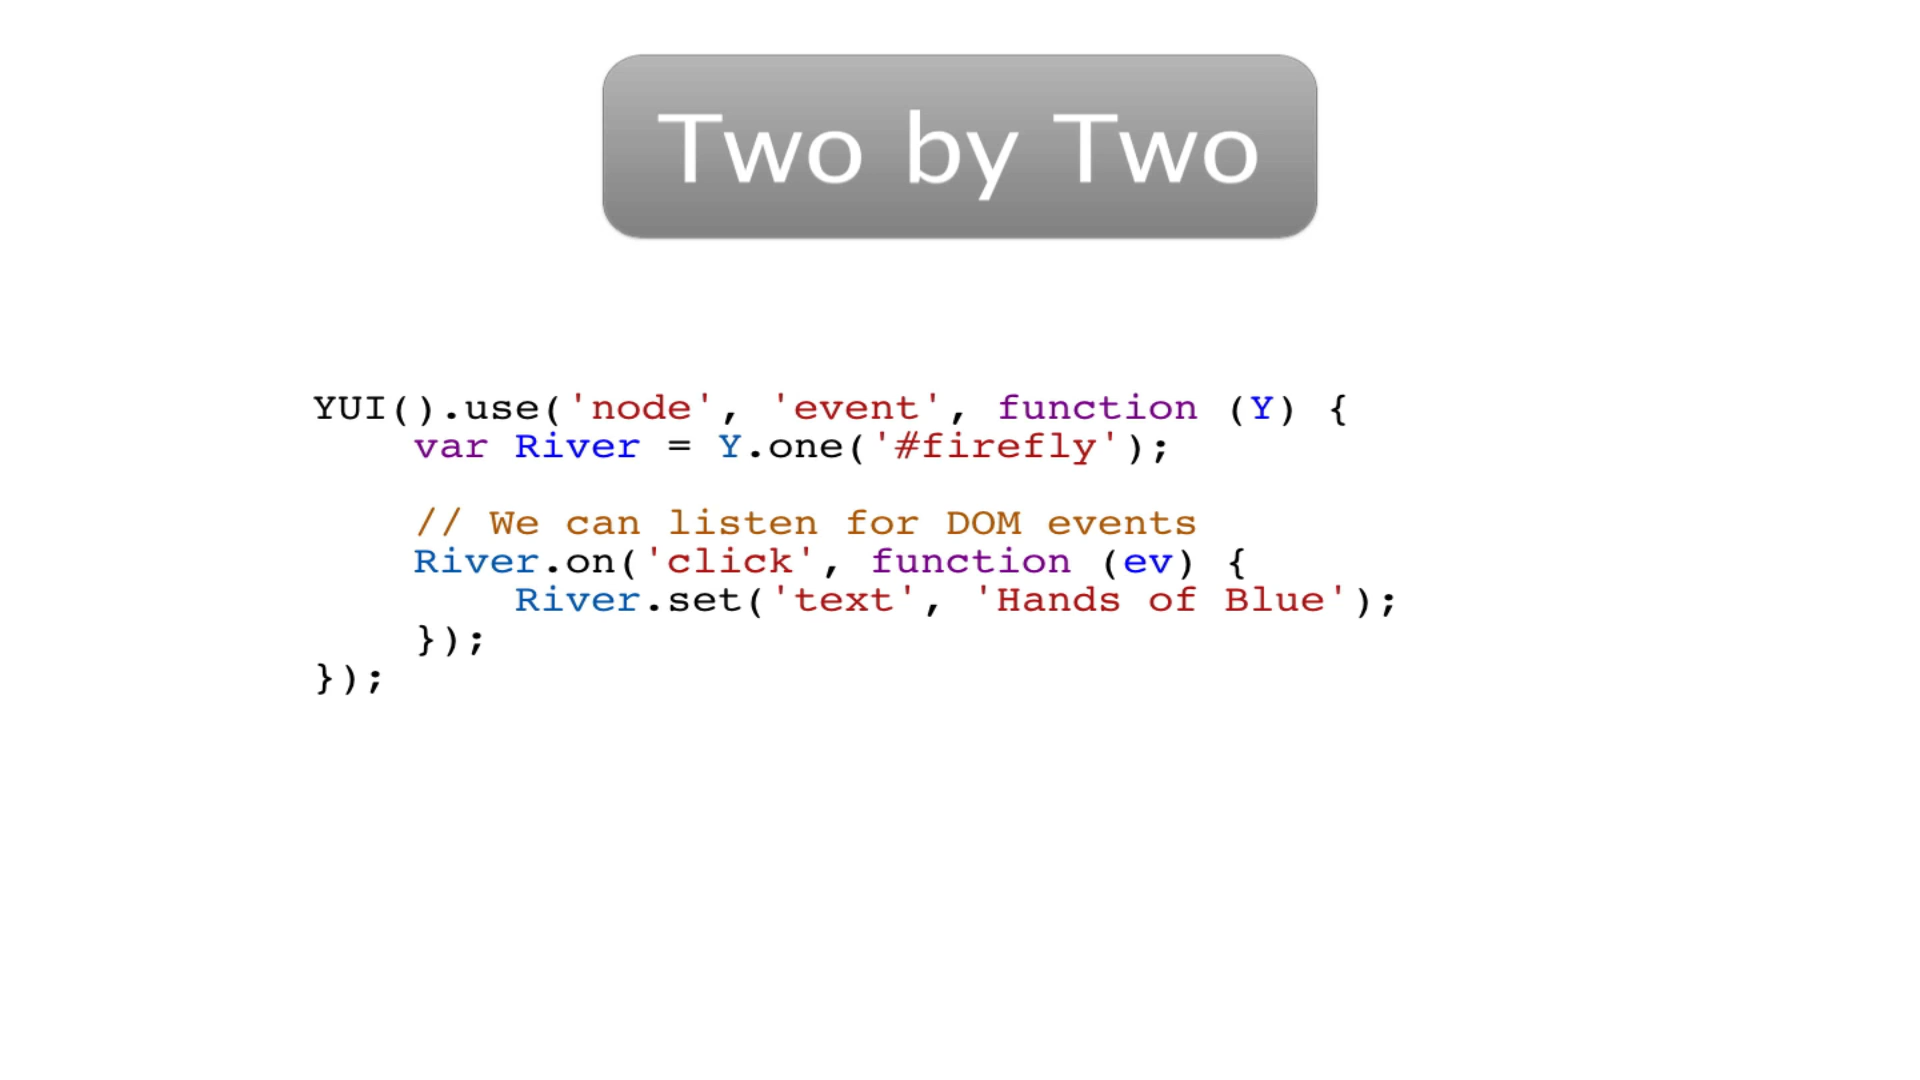 Two by Two
YUI().use('node', 'event', function (Y) {
    var River = Y.one('#firefly');

    // We can listen for DOM events
    River.on('click', function (ev) {
        River.set('text', 'Hands of Blue');
    });
});